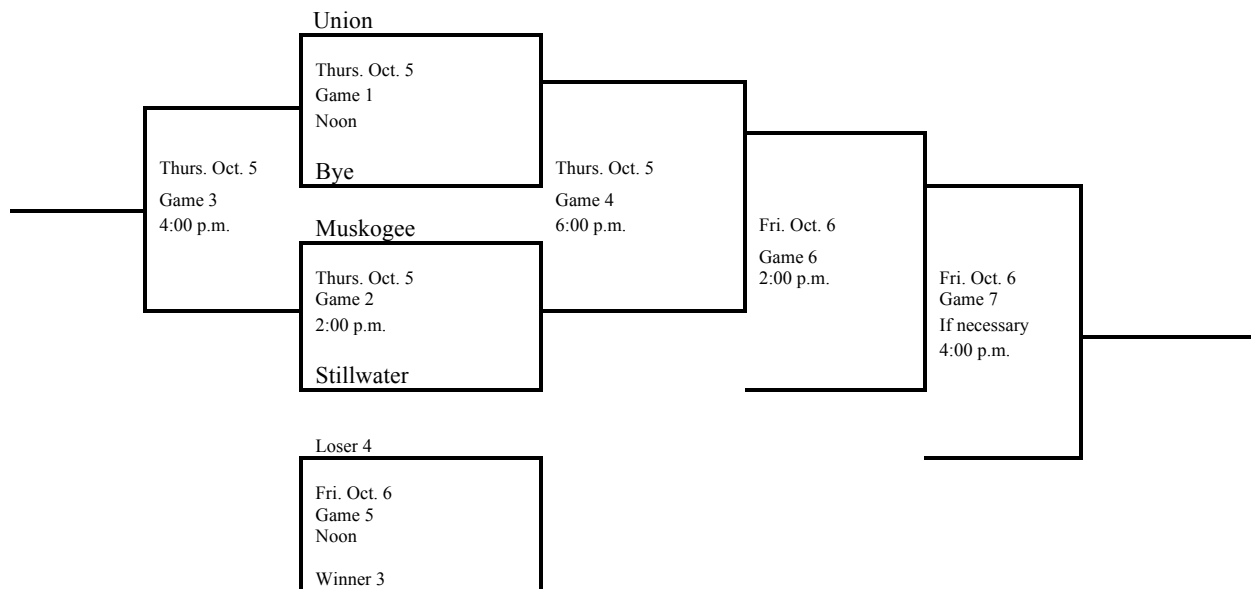 Union
Thurs. Oct. 5
Game 1
Noon
Bye
Thurs. Oct. 5
Game 3
4:00 p.m.
Thurs. Oct. 5
Game 4
6:00 p.m.
Muskogee
Thurs. Oct. 5
Game 2
2:00 p.m.
Stillwater
Fri. Oct. 6
Game 6
2:00 p.m.
Fri. Oct. 6
Game 7
If necessary
4:00 p.m.
Loser 4
Fri. Oct. 6
Game 5
Noon
Winner 3